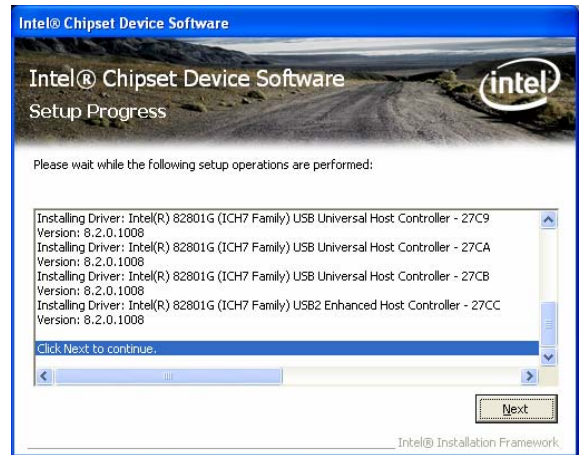 Intel® Chipset Device Software
Intel® Chipset Device Software
Setup Progress
intel
Please wait while the following setup operations are performed:
Installing Driver: Intel(R) 82801G (ICH7 Family) USB Universal Host Controller - 27C9
Version: 8.2.0.1008
Installing Driver: Intel(R) 82801G (ICH7 Family) USB Universal Host Controller - 27CA
Version: 8.2.0.1008
Installing Driver: Intel(R) 82801G (ICH7 Family) USB Universal Host Controller - 27CB
Version: 8.2.0.1008
Installing Driver: Intel(R) 82801G (ICH7 Family) USB2 Enhanced Host Controller - 27CC
Version: 8.2.0.1008
Click Next to continue.
Next
Intel® Installation Framework